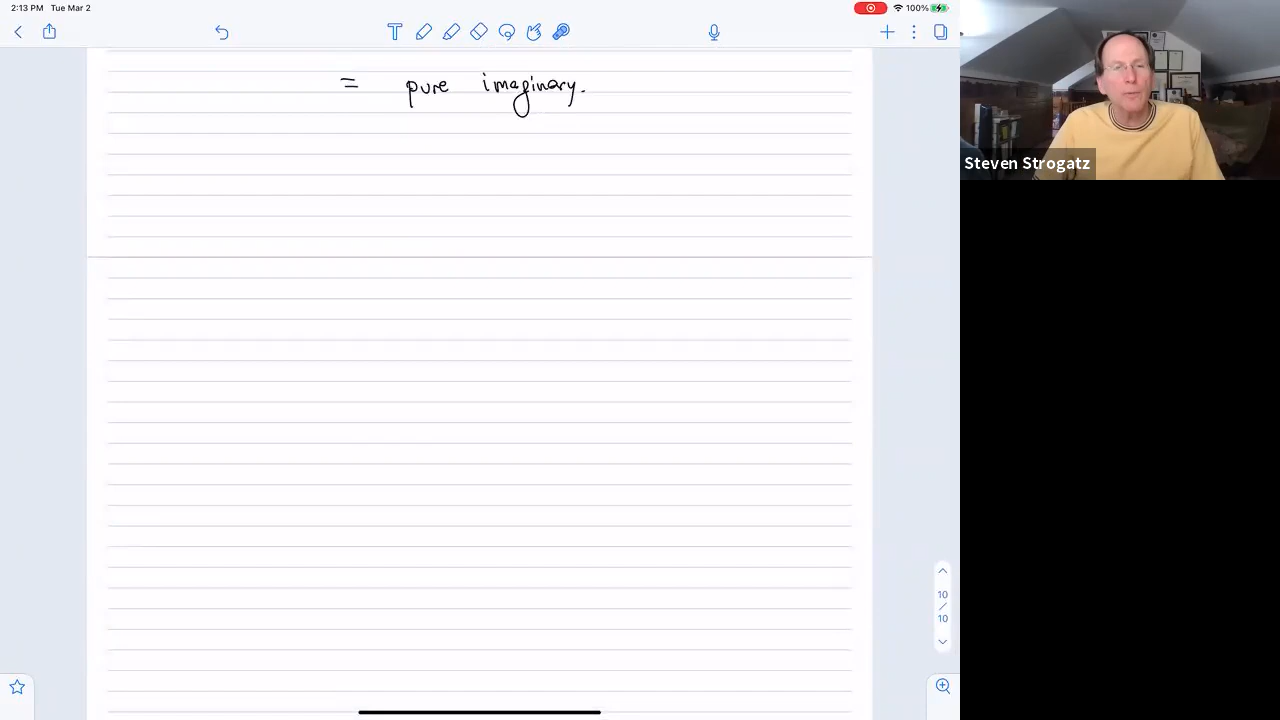 2:13 PM Tue Mar 2
100%
= pure imaginary.
Steven Strogatz
10
/
10